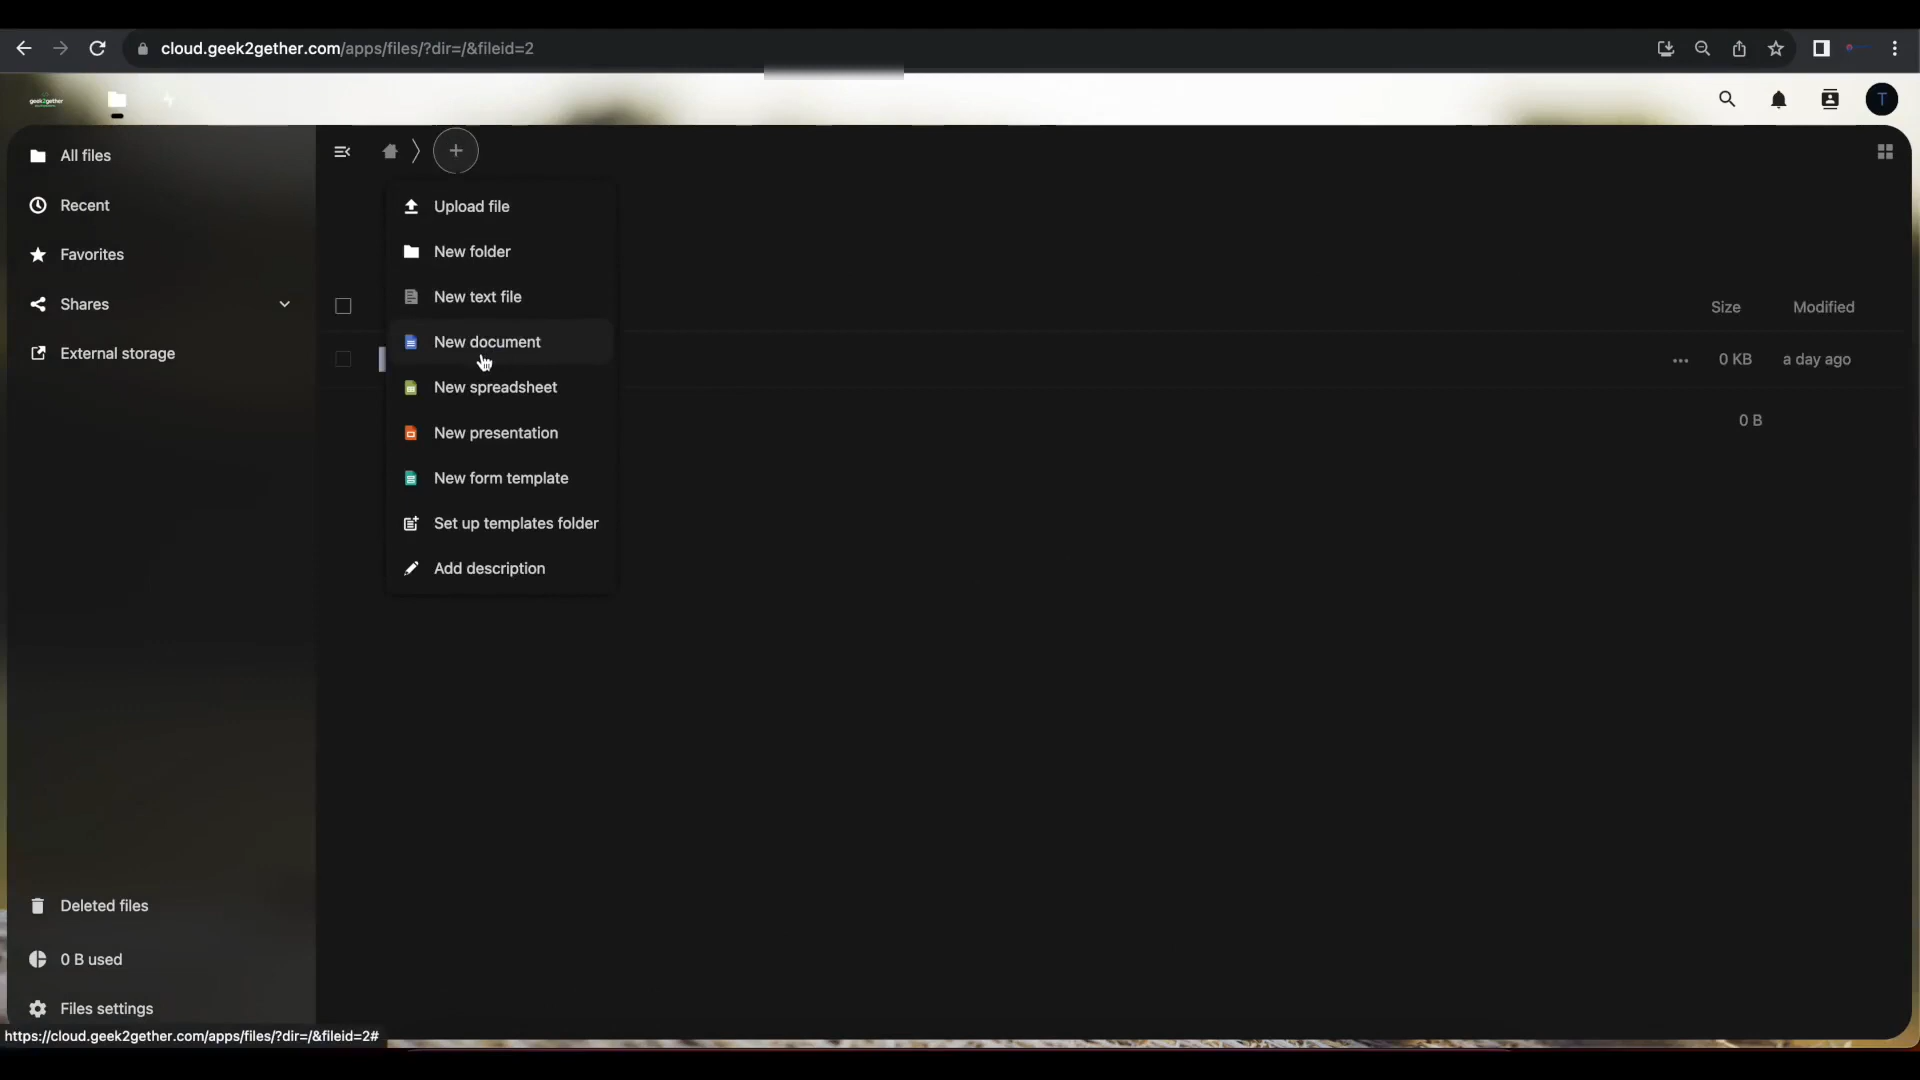 cloud.geek2gether.com/apps/files/?dir=/&fileid=2
geek2gether
T
All files
Recent
Favorites
Shares
External storage
Upload file
New folder
New text file
New document
New spreadsheet
New presentation
New form template
Set up templates folder
Add description
Size Modified
0 KB a day ago
0 B
Deleted files
0 B used
Files settings
https://cloud.geek2gether.com/apps/files/?dir=/&fileid=2#